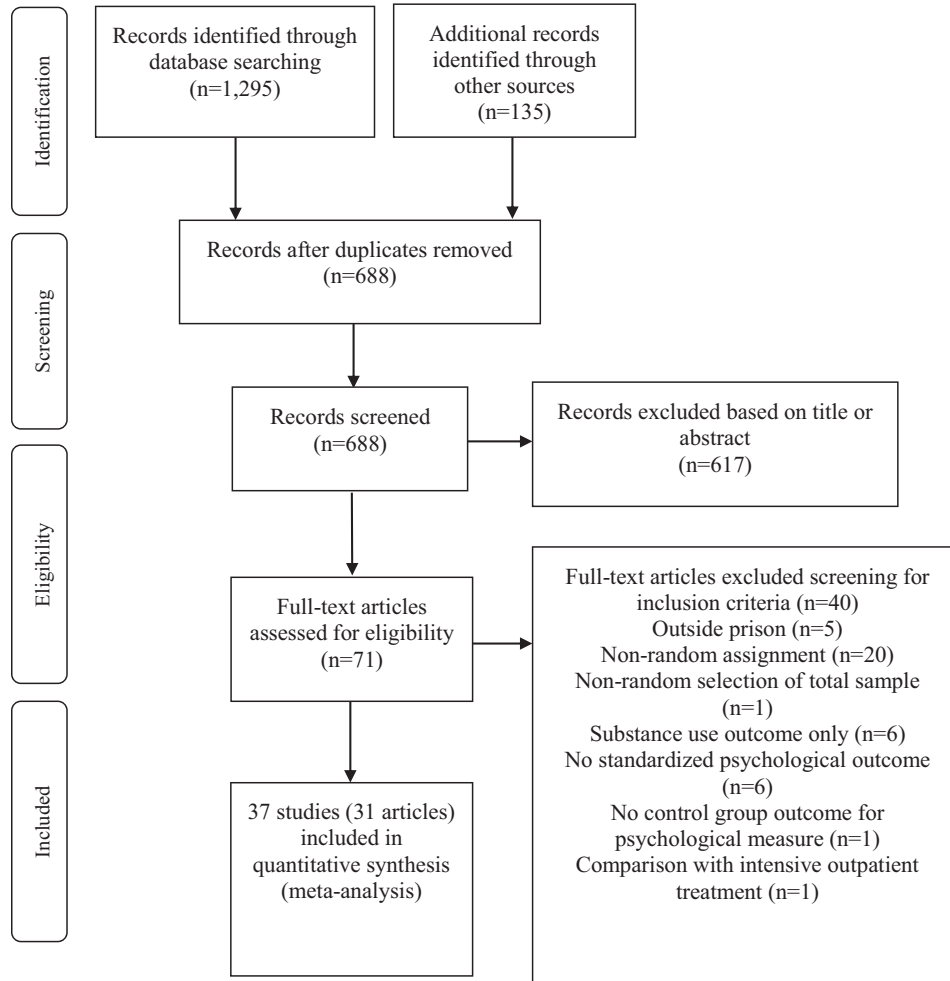 Identification
Records identified through
database searching
(n=1,295)
Additional records
identified through
other sources
(n=135)
Screening
Records after duplicates removed
(n=688)
Records screened
(n=688)
Records excluded based on title or
abstract
(n=617)
Eligibility
Full-text articles
assessed for eligibility
(n=71)
Full-text articles excluded screening for
inclusion criteria (n=40)
Outside prison (n=5)
Non-random assignment (n=20)
Non-random selection of total sample
(n=1)
Substance use outcome only (n=6)
No standardized psychological outcome
(n=6)
No control group outcome for
psychological measure (n=1)
Comparison with intensive outpatient
treatment (n=1)
Included
37 studies (31 articles)
included in
quantitative synthesis
(meta-analysis)